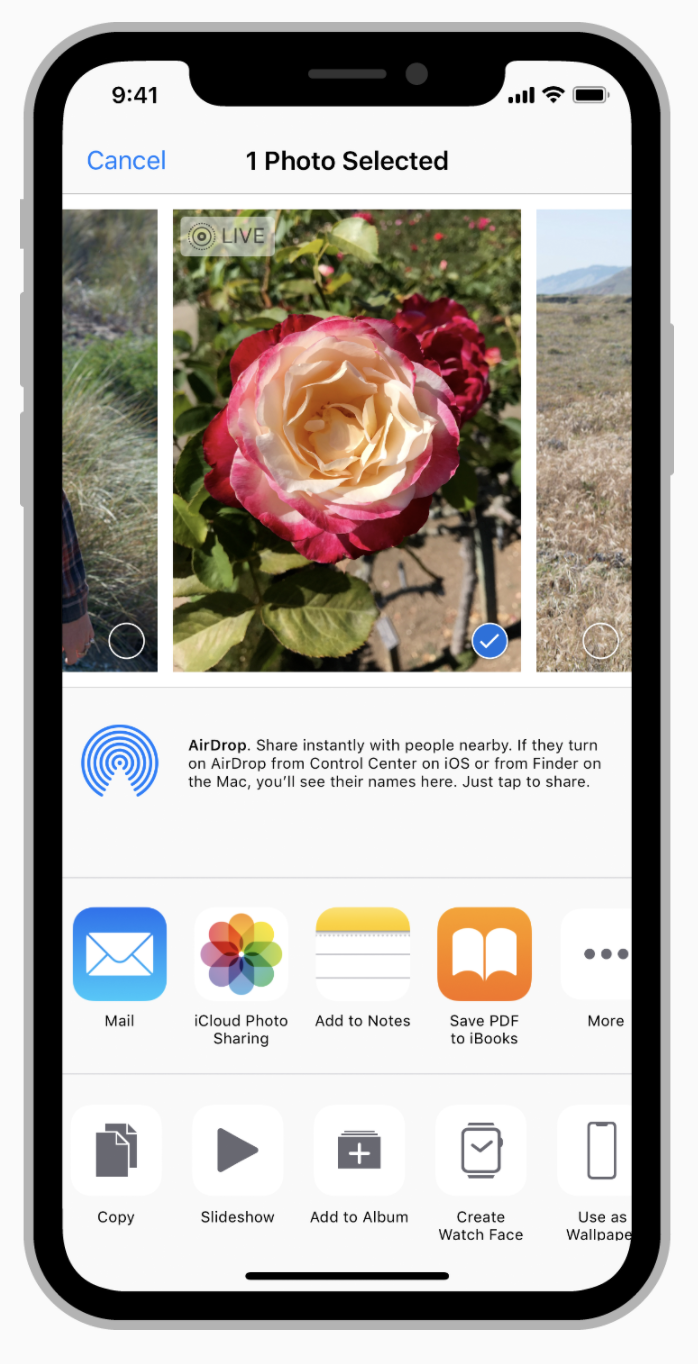 9:41
Cancel
1 Photo Selected
LIVE
AirDrop. Share instantly with people nearby. If they turn
on AirDrop from Control Center on iOS or from Finder on
the Mac, you’ll see their names here. Just tap to share.
Mail
iCloud Photo
Sharing
Add to Notes
Save PDF
to iBooks
More
Copy
Slideshow
Add to Album
Create
Watch Face
Use as
Wallpape